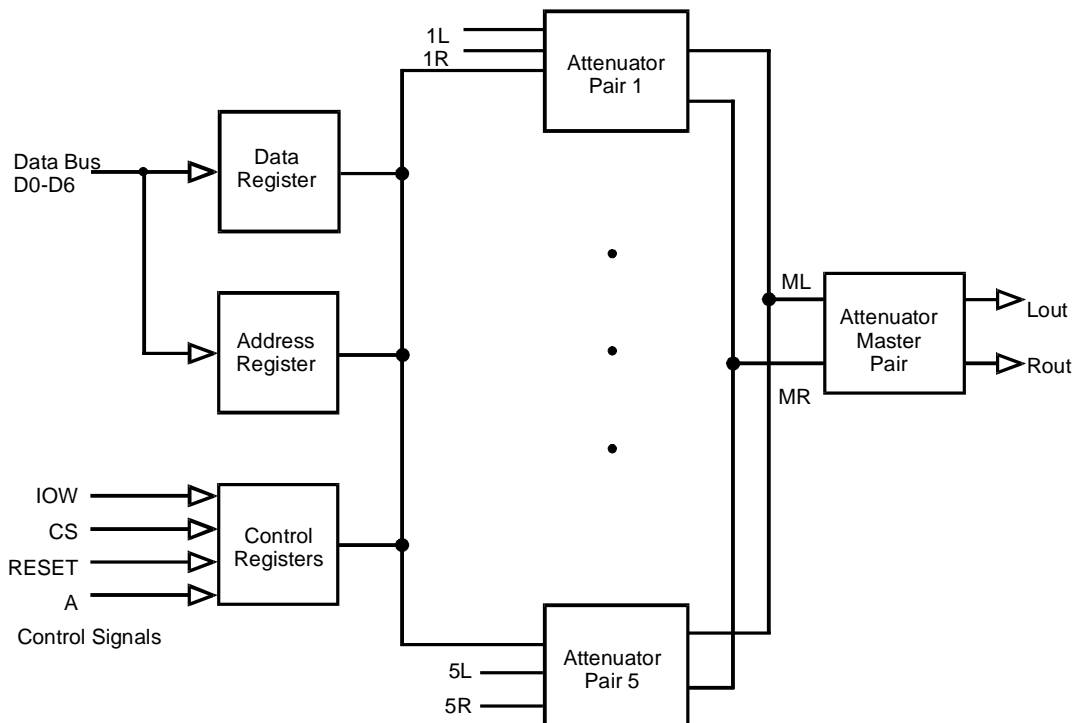 1L
1R
Attenuator
Pair 1
Data Bus
D0-D6
Data
Register
Address
Register
ML
MR
Attenuator
Master
Pair
Lout
Rout
IOW
CS
RESET
A
Control Signals
Control
Registers
5L
5R
Attenuator
Pair 5